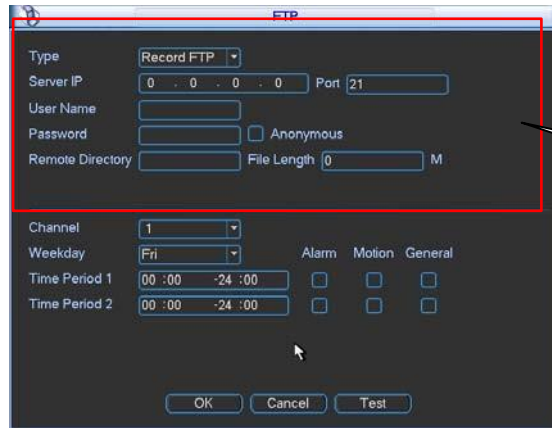 FTP
Type Record FTP
Server IP 0 . 0 . 0 . 0 Port 21
User Name
Password Anonymous
Remote Directory File Length 0 M
Channel 1
Weekday Fri Alarm Motion General
Time Period 1 00 :00 -24 :00
Time Period 2 00 :00 -24 :00
OK Cancel Test